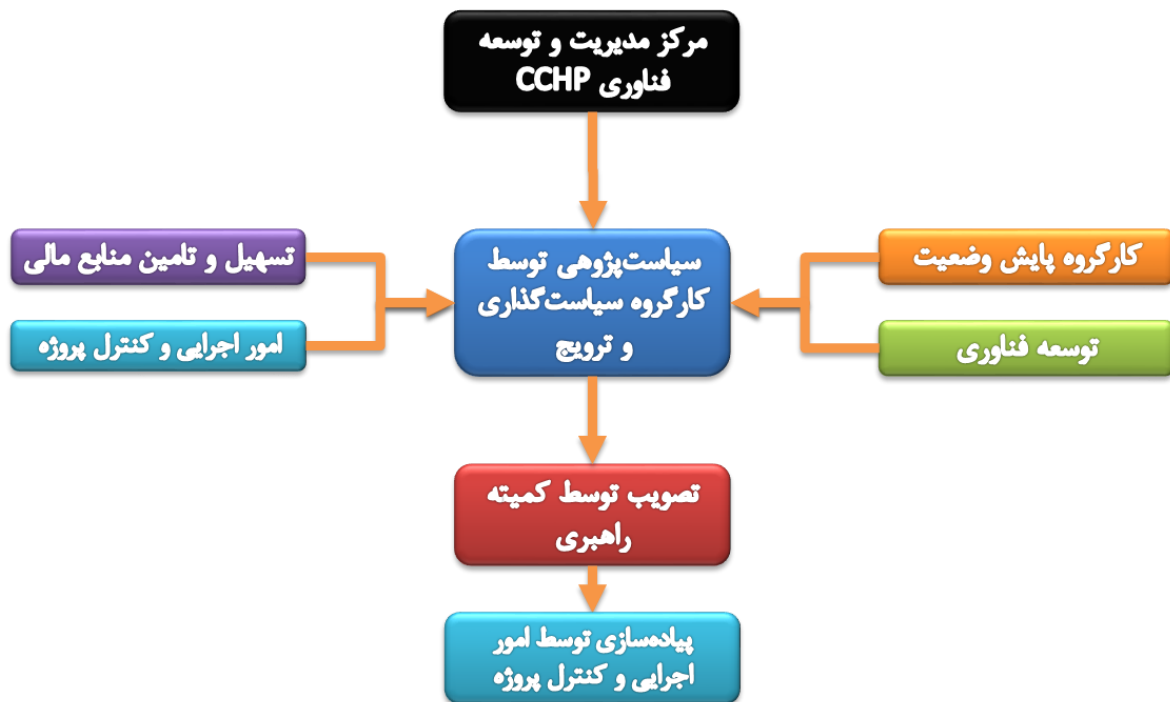 مرکز مدیریت و توسعه
فناوری CCHP
کارگروه پایش وضعیت
توسعه فناوری
سیاست‌پژوهی توسط
کارگروه سیاست‌گذاری
و ترویج
تسهیل و تامین منابع مالی
امور اجرایی و کنترل پروژه
تصویب توسط کمیته
راهبری
پیاده‌سازی توسط امور
اجرایی و کنترل پروژه